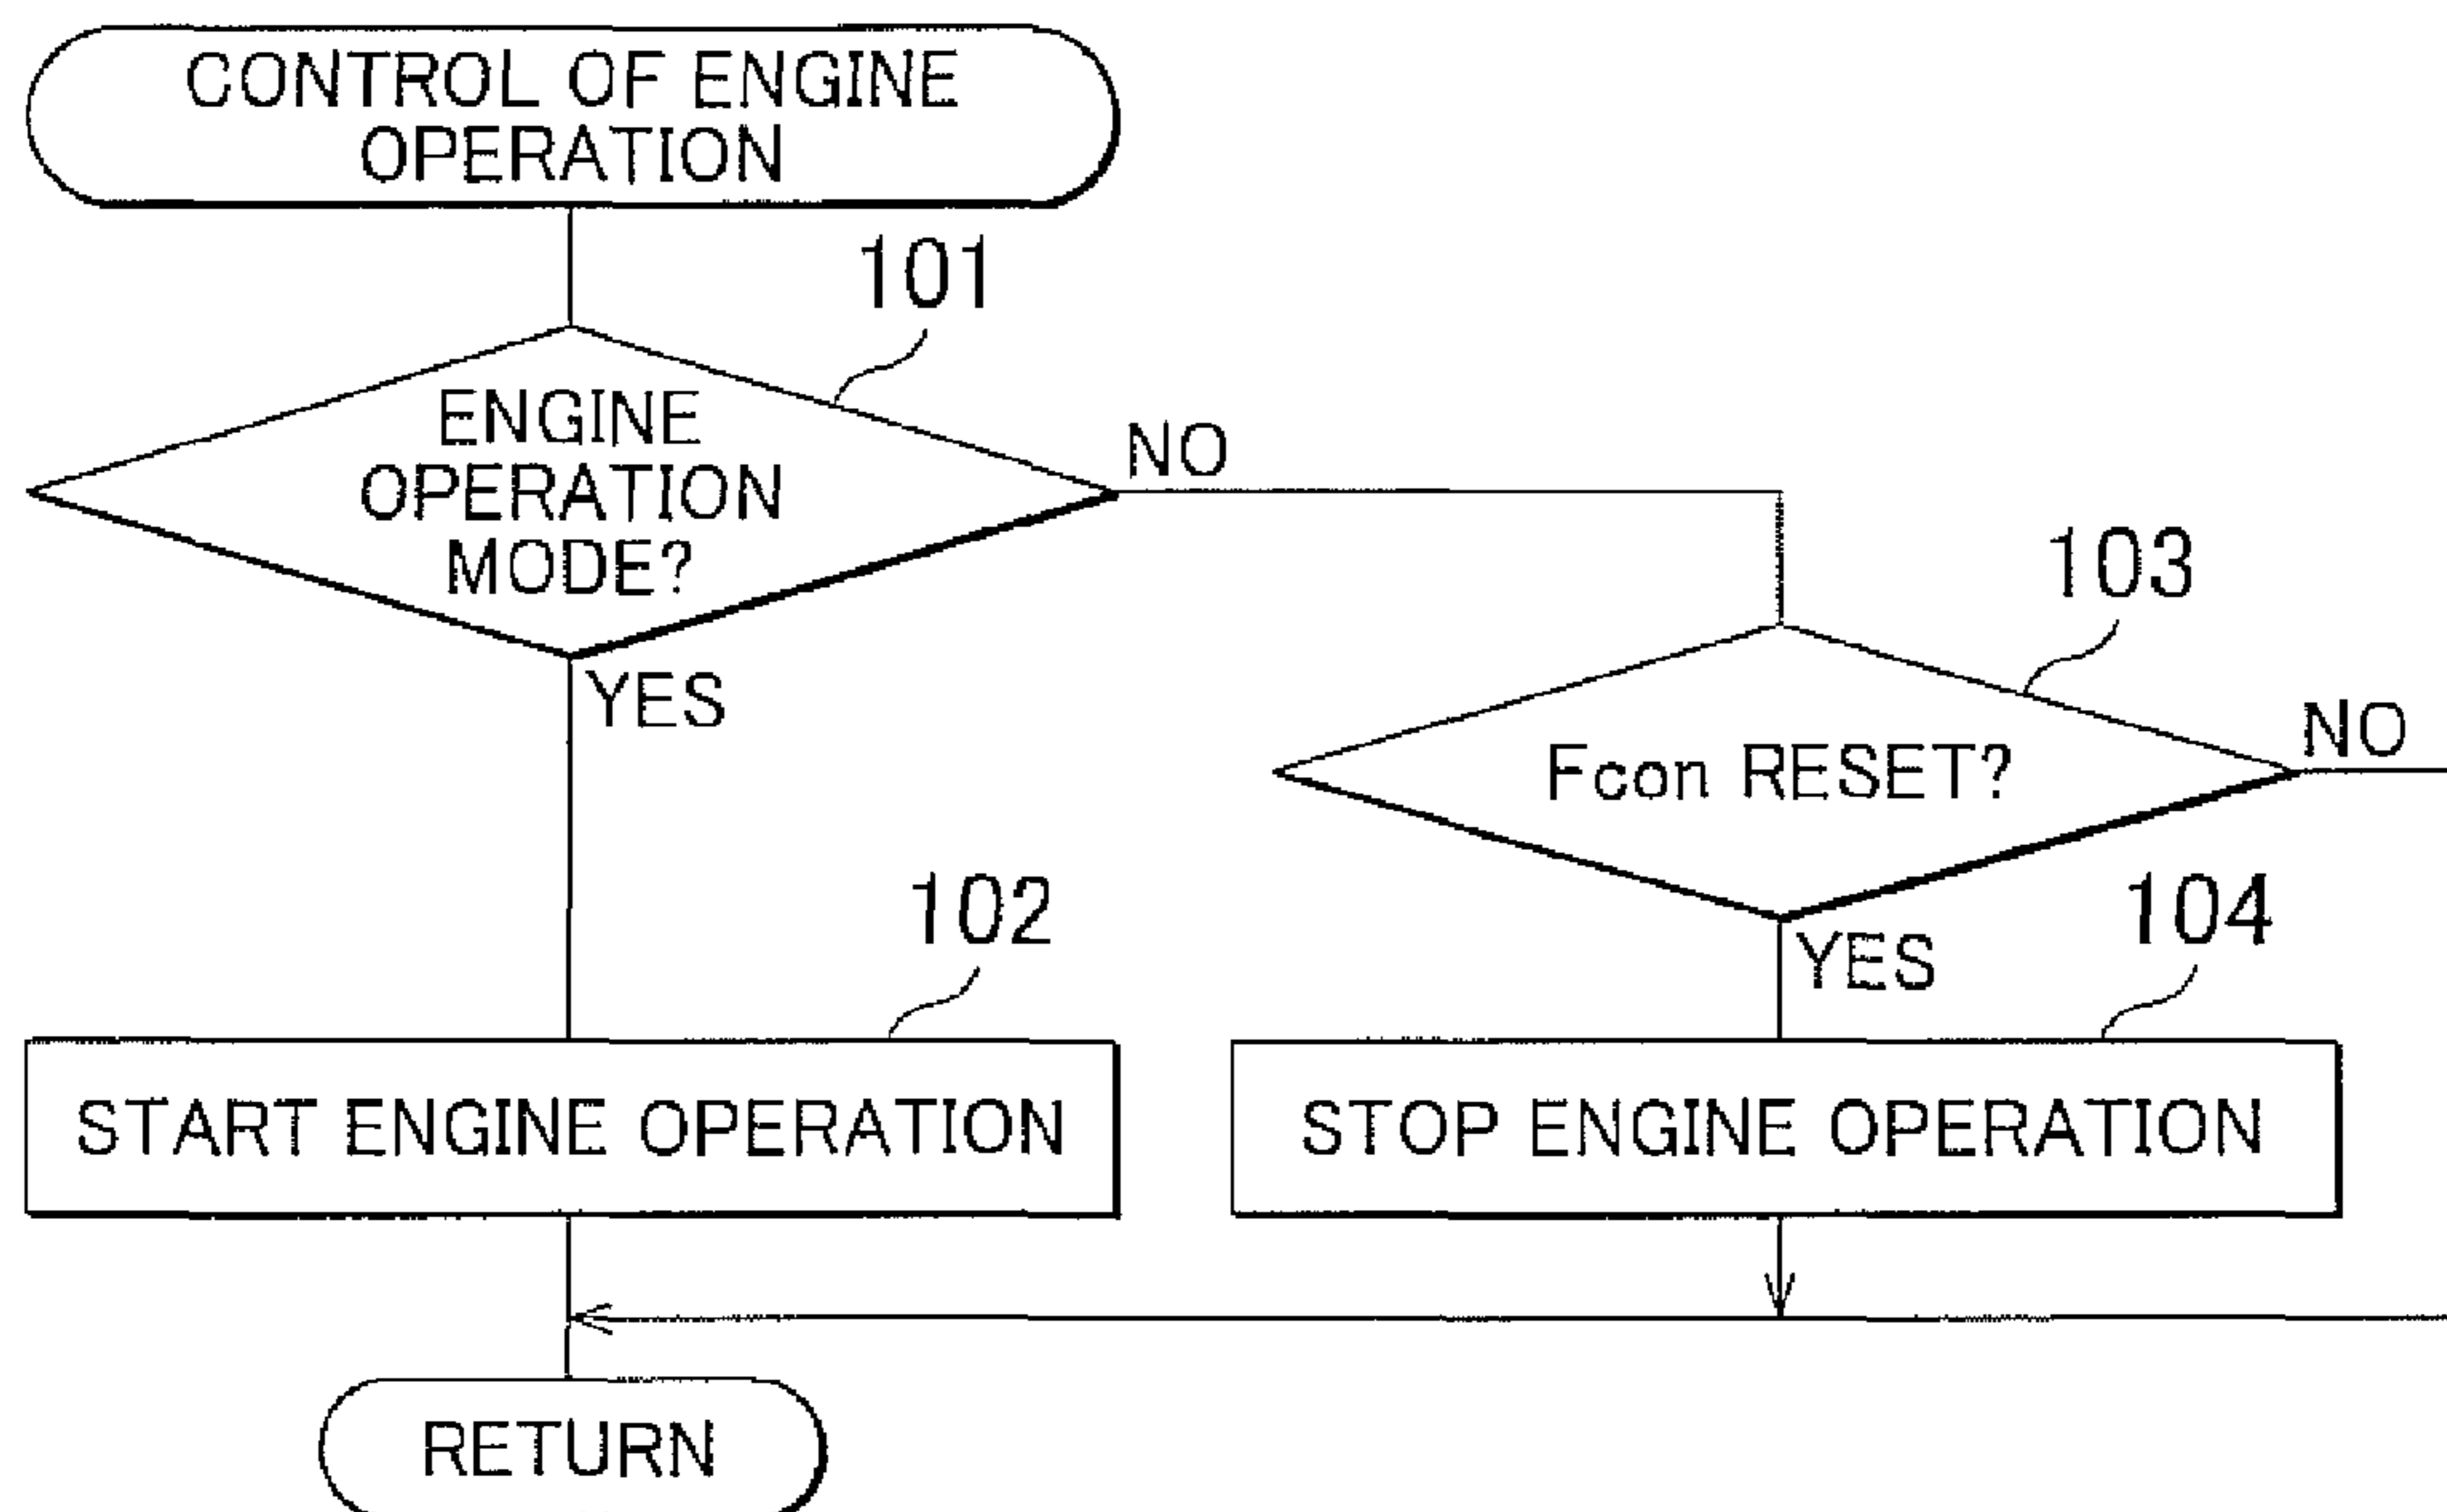 CONTROL OF ENGINE
OPERATION
101
ENGINE
OPERATION
MODE?
NO
YES
103
Fcon RESET?
NO
YES
102
START ENGINE OPERATION
104
STOP ENGINE OPERATION
RETURN